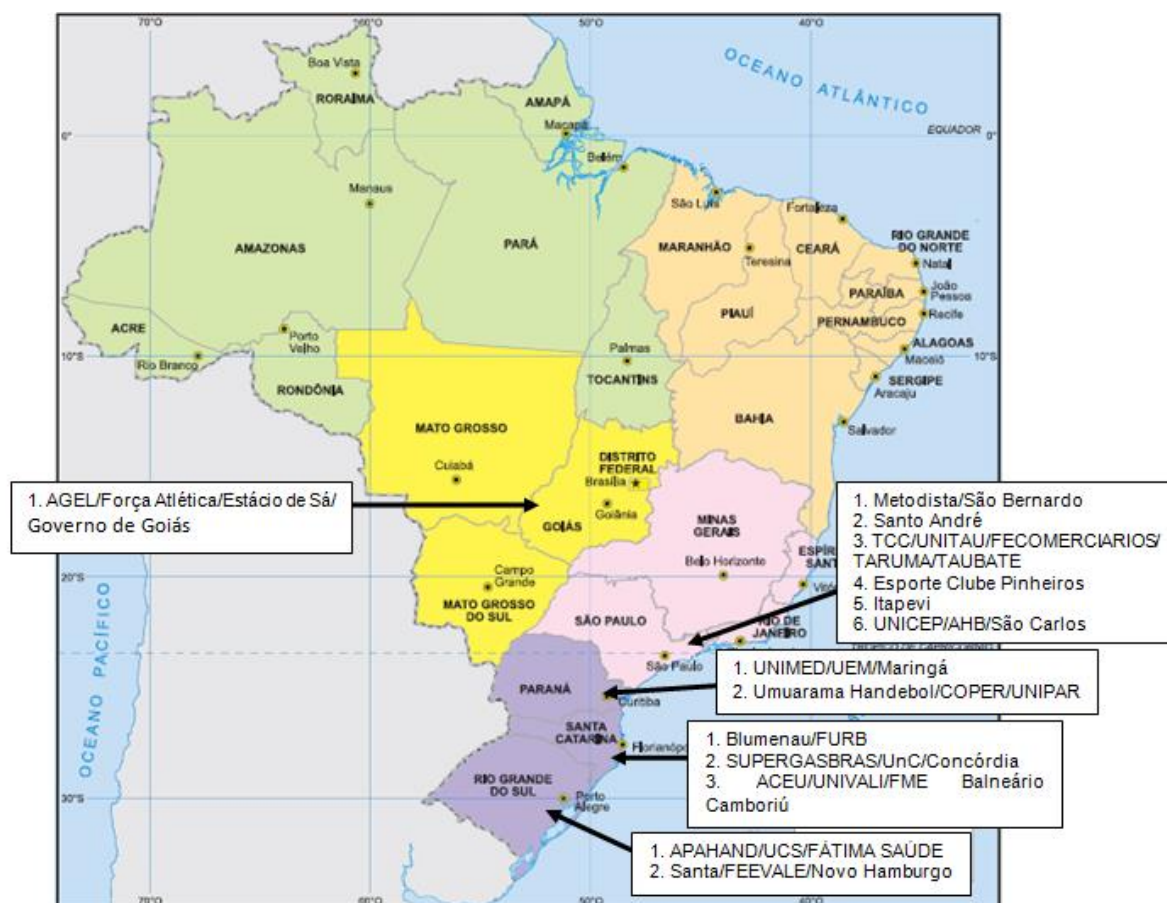 70°O
60°O
50°O
40°O
OCEANO ATLÂNTICO
Boa Vista
RORAIMA
AMAPÁ
Macapá
EQUADOR
0°
0°
Belém
Manaus
São Luís
Fortaleza
RIO GRANDE
DO NORTE
AMAZONAS
PARÁ
MARANHÃO
CEARÁ
Natal
Teresina
PARAÍBA
João
Pessoa
PIAUÍ
PERNAMBUCO
Recife
ACRE
Porto
Velho
ALAGOAS
Maceió
10°S
Rio Branco
Palmas
10°S
RONDÔNIA
TOCANTINS
SERGIPE
Aracaju
BAHIA
MATO GROSSO
Salvador
DISTRITO
FEDERAL
Cuiabá
Brasília
1. AGEL/Força Atlética/Estácio de Sá/
Governo de Goiás
GOIÁS
Goiânia
MINAS
GERAIS
1. Metodista/São Bernardo
2. Santo André
3. TCC/UNITAU/FECOMERCIARIOS/
TARUMA/TAUBATE
4. Esporte Clube Pinheiros
5. Itapevi
6. UNICEP/AHB/São Carlos
Belo Horizonte
20°S
Campo
Grande
MATO GROSSO
DO SUL
SÃO PAULO
RIO DE
JANEIRO
São Paulo
OCEANO PACÍFICO
1. UNIMED/UEM/Maringá
2. Umuarama Handebol/COPER/UNIPAR
PARANÁ
Curitiba
SANTA
CATARINA
1. Blumenau/FURB
2. SUPERGASBRAS/UnC/Concórdia
3. ACEU/UNIVALI/FME Balneário
Camboriú
RIO GRANDE
DO SUL
30°S
Porto
Alegre
1. APAHAND/UCS/FÁTIMA SAÚDE
2. Santa/FEEVALE/Novo Hamburgo
70°O
60°O
50°O
40°O